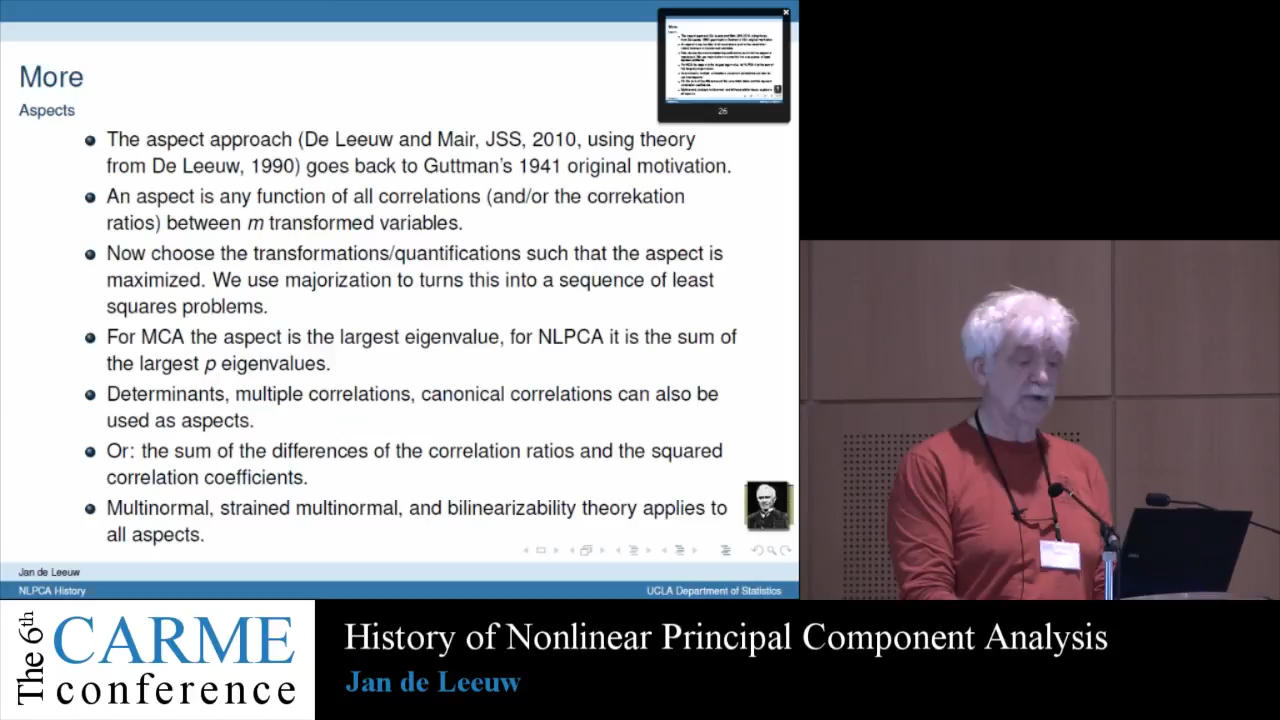 More
Aspects
26
The aspect approach (De Leeuw and Mair, JSS, 2010, using theory
from De Leeuw, 1990) goes back to Guttman's 1941 original motivation.
An aspect is any function of all correlations (and/or the correkation
ratios) between m transformed variables.
Now choose the transformations/quantifications such that the aspect is
maximized. We use majorization to turns this into a sequence of least
squares problems.
For MCA the aspect is the largest eigenvalue, for NLPCA it is the sum of
the largest p eigenvalues.
Determinants, multiple correlations, canonical correlations can also be
used as aspects.
Or: the sum of the differences of the correlation ratios and the squared
correlation coefficients.
Multinormal, strained multinormal, and bilinearizability theory applies to
all aspects.
Jan de Leeuw
NLPCA History
UCLA Department of Statistics
The 6th
CARME
conference
History of Nonlinear Principal Component Analysis
Jan de Leeuw